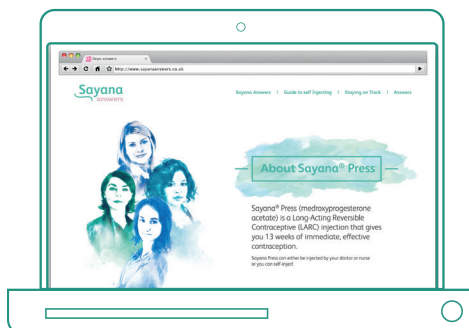 Depo answers
http://www.sayanaanswers.co.uk
Sayana
answers
Sayana Answers | Guide to self Injecting | Staying on Track | Answers
About Sayana® Press
Sayana® Press (medroxyprogesterone
acetate) is a Long-Acting Reversible
Contraceptive (LARC) injection that gives
you 13 weeks of immediate, effective
contraception.
Sayana Press can either be injected by your doctor or nurse
or you can self-inject